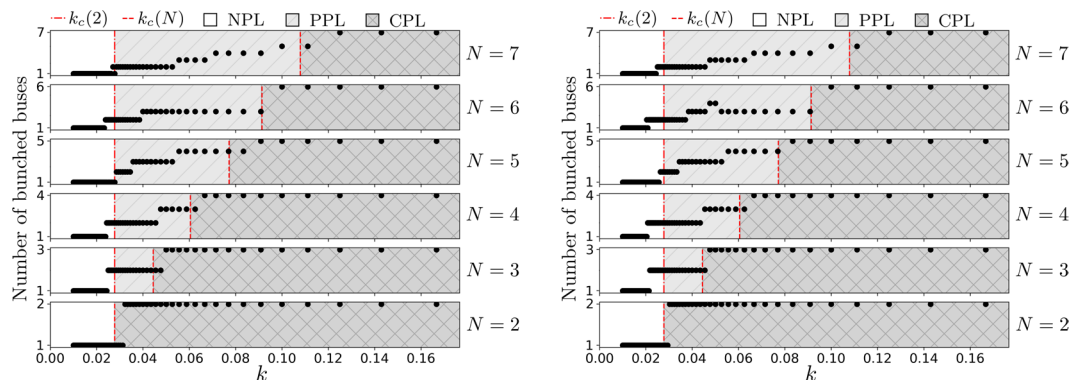 k_c(2) k_c(N) NPL PPL CPL
7
1
N = 7
6
1
N = 6
5
1
N = 5
4
1
N = 4
3
1
N = 3
2
1
N = 2
0.00 0.02 0.04 0.06 0.08 0.10 0.12 0.14 0.16
k
Number of bunched buses
k_c(2) k_c(N) NPL PPL CPL
7
1
N = 7
6
1
N = 6
5
1
N = 5
4
1
N = 4
3
1
N = 3
2
1
N = 2
0.00 0.02 0.04 0.06 0.08 0.10 0.12 0.14 0.16
k
Number of bunched buses